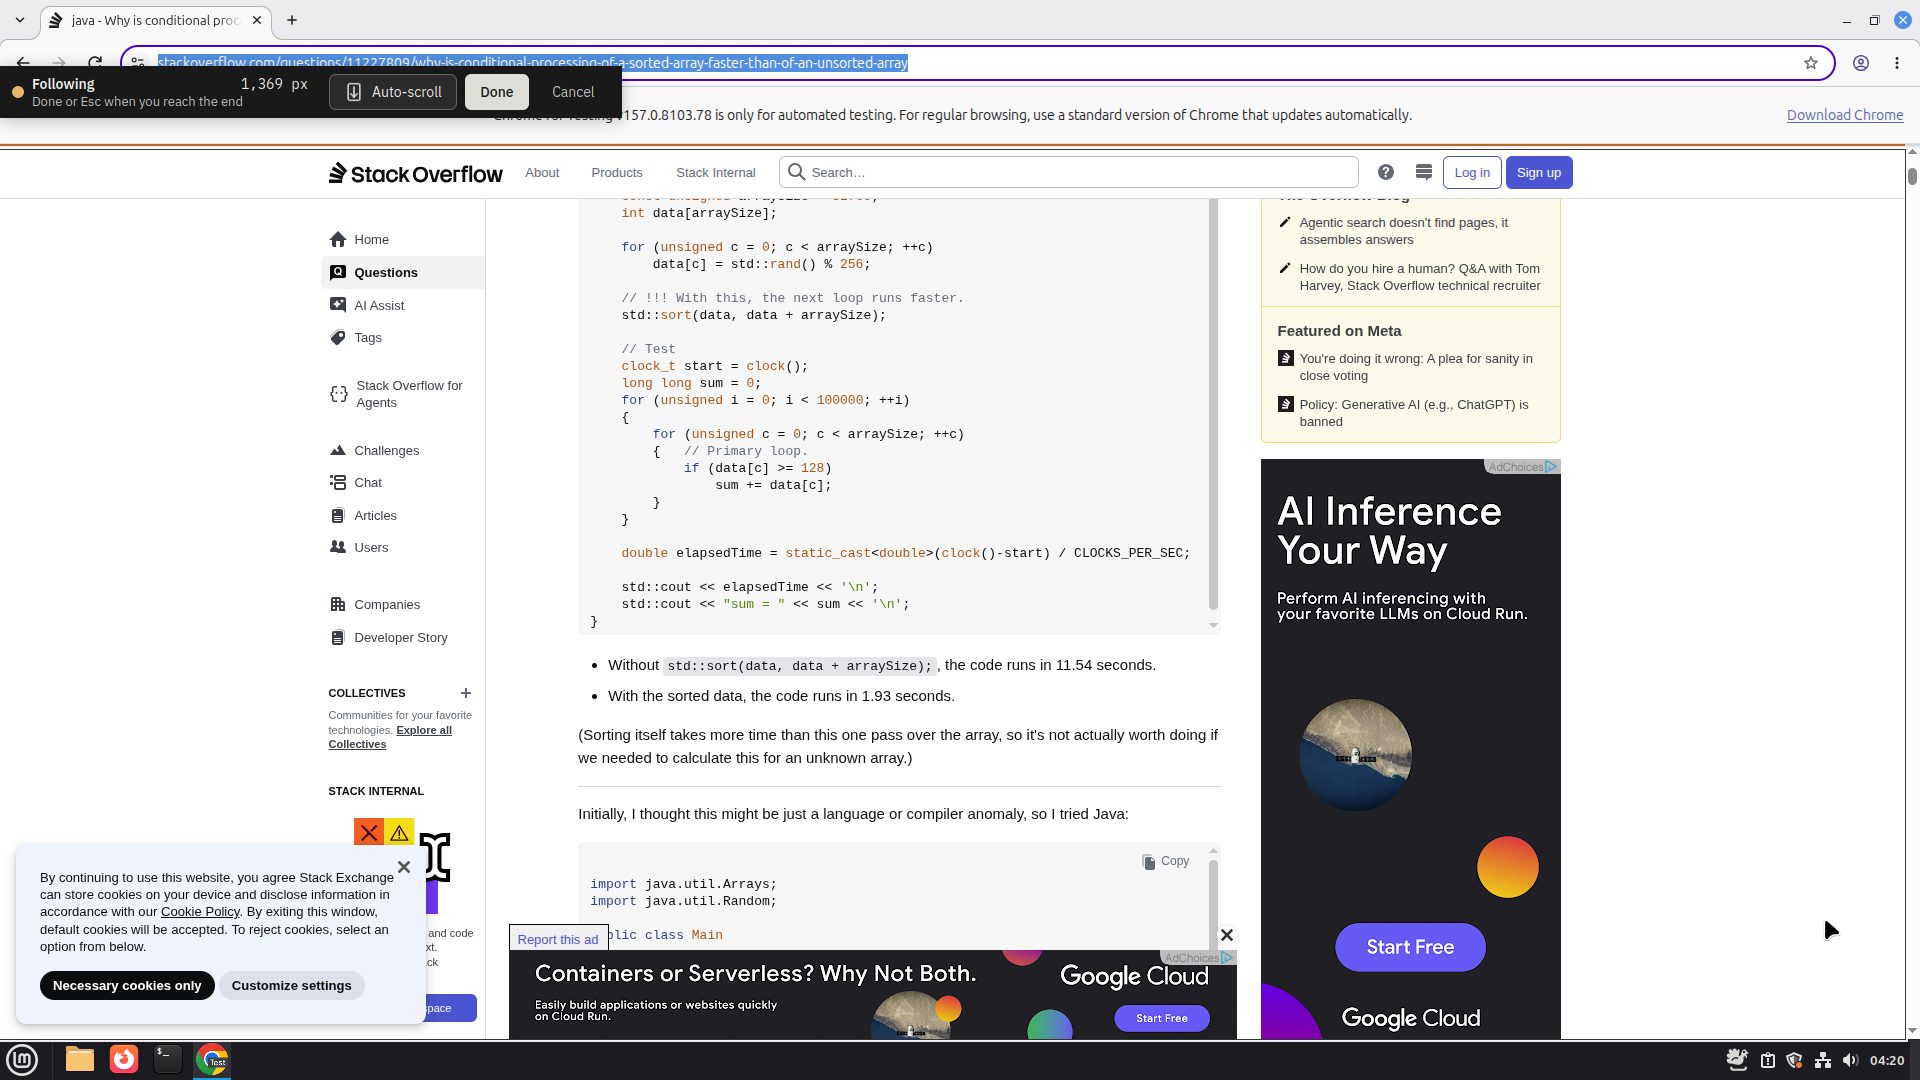 java - Why is conditional proc
stackoverflow.com/questions/11227809/why-is-conditional-processing-of-a-sorted-array-faster-than-of-an-unsorted-array
Following
1,369 px
Done or Esc when you reach the end
Auto-scroll
Done
Cancel
Chrome for Testing v157.0.8103.78 is only for automated testing. For regular browsing, use a standard version of Chrome that updates automatically.
Download Chrome
Stack Overflow
About
Products
Stack Internal
Search…
Log in
Sign up
Home
Questions
AI Assist
Tags
Stack Overflow for
Agents
Challenges
Chat
Articles
Users
Companies
Developer Story
COLLECTIVES
Communities for your favorite
technologies. Explore all
Collectives
STACK INTERNAL
and code
space
By continuing to use this website, you agree Stack Exchange
can store cookies on your device and disclose information in
accordance with our Cookie Policy. By exiting this window,
default cookies will be accepted. To reject cookies, select an
option from below.
Necessary cookies only
Customize settings
int data[arraySize];
for (unsigned c = 0; c < arraySize; ++c)
data[c] = std::rand() % 256;
// !!! With this, the next loop runs faster.
std::sort(data, data + arraySize);
// Test
clock_t start = clock();
long long sum = 0;
for (unsigned i = 0; i < 100000; ++i)
{
for (unsigned c = 0; c < arraySize; ++c)
{   // Primary loop.
if (data[c] >= 128)
sum += data[c];
}
}
double elapsedTime = static_cast<double>(clock()-start) / CLOCKS_PER_SEC;
std::cout << elapsedTime << '\n';
std::cout << "sum = " << sum << '\n';
}
Without std::sort(data, data + arraySize);, the code runs in 11.54 seconds.
With the sorted data, the code runs in 1.93 seconds.
(Sorting itself takes more time than this one pass over the array, so it's not actually worth doing if
we needed to calculate this for an unknown array.)
Initially, I thought this might be just a language or compiler anomaly, so I tried Java:
Copy
import java.util.Arrays;
import java.util.Random;
class Main
Report this ad
AdChoices
Containers or Serverless? Why Not Both.
Easily build applications or websites quickly
on Cloud Run.
Google Cloud
Start Free
The Overflow Blog
Agentic search doesn't find pages, it
assembles answers
How do you hire a human? Q&A with Tom
Harvey, Stack Overflow technical recruiter
Featured on Meta
You're doing it wrong: A plea for sanity in
close voting
Policy: Generative AI (e.g., ChatGPT) is
banned
AdChoices
AI Inference
Your Way
Perform AI inferencing with
your favorite LLMs on Cloud Run.
Start Free
Google Cloud
Test
04:20